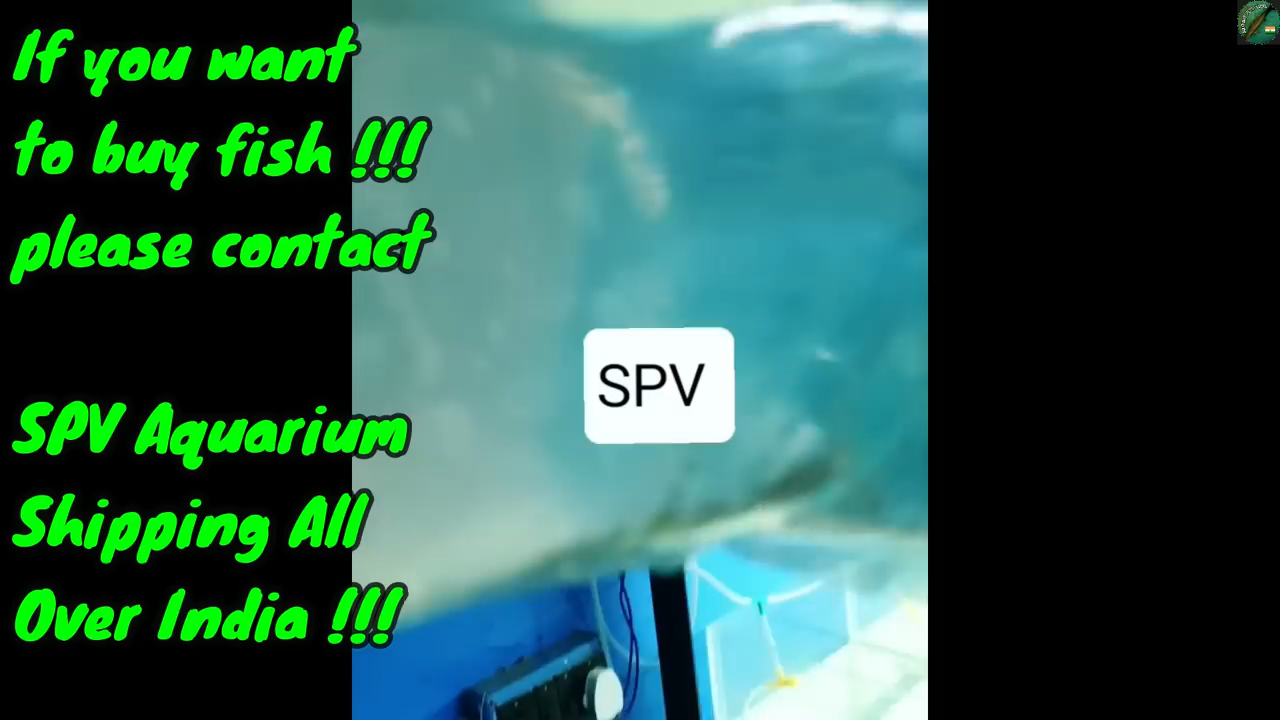 If you want
to buy fish !!!
please contact
SPV Aquarium
Shipping All
Over India !!!
SPV